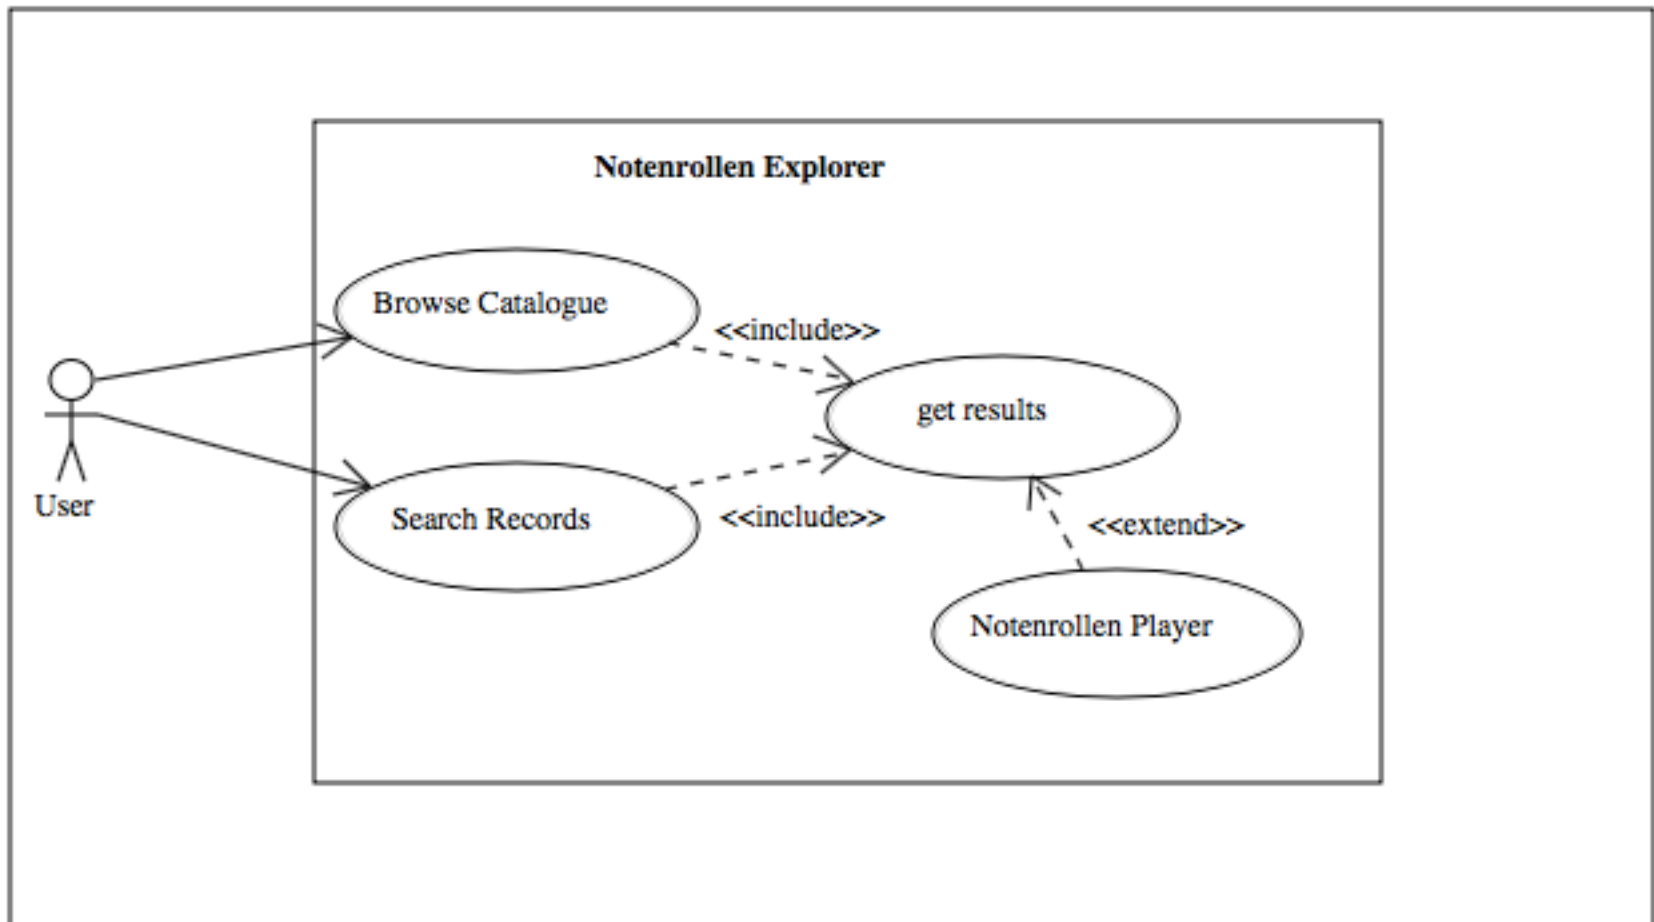 Notenrollen Explorer
Browse Catalogue
<<include>>
get results
User
Search Records
<<include>>
<<extend>>
Notenrollen Player